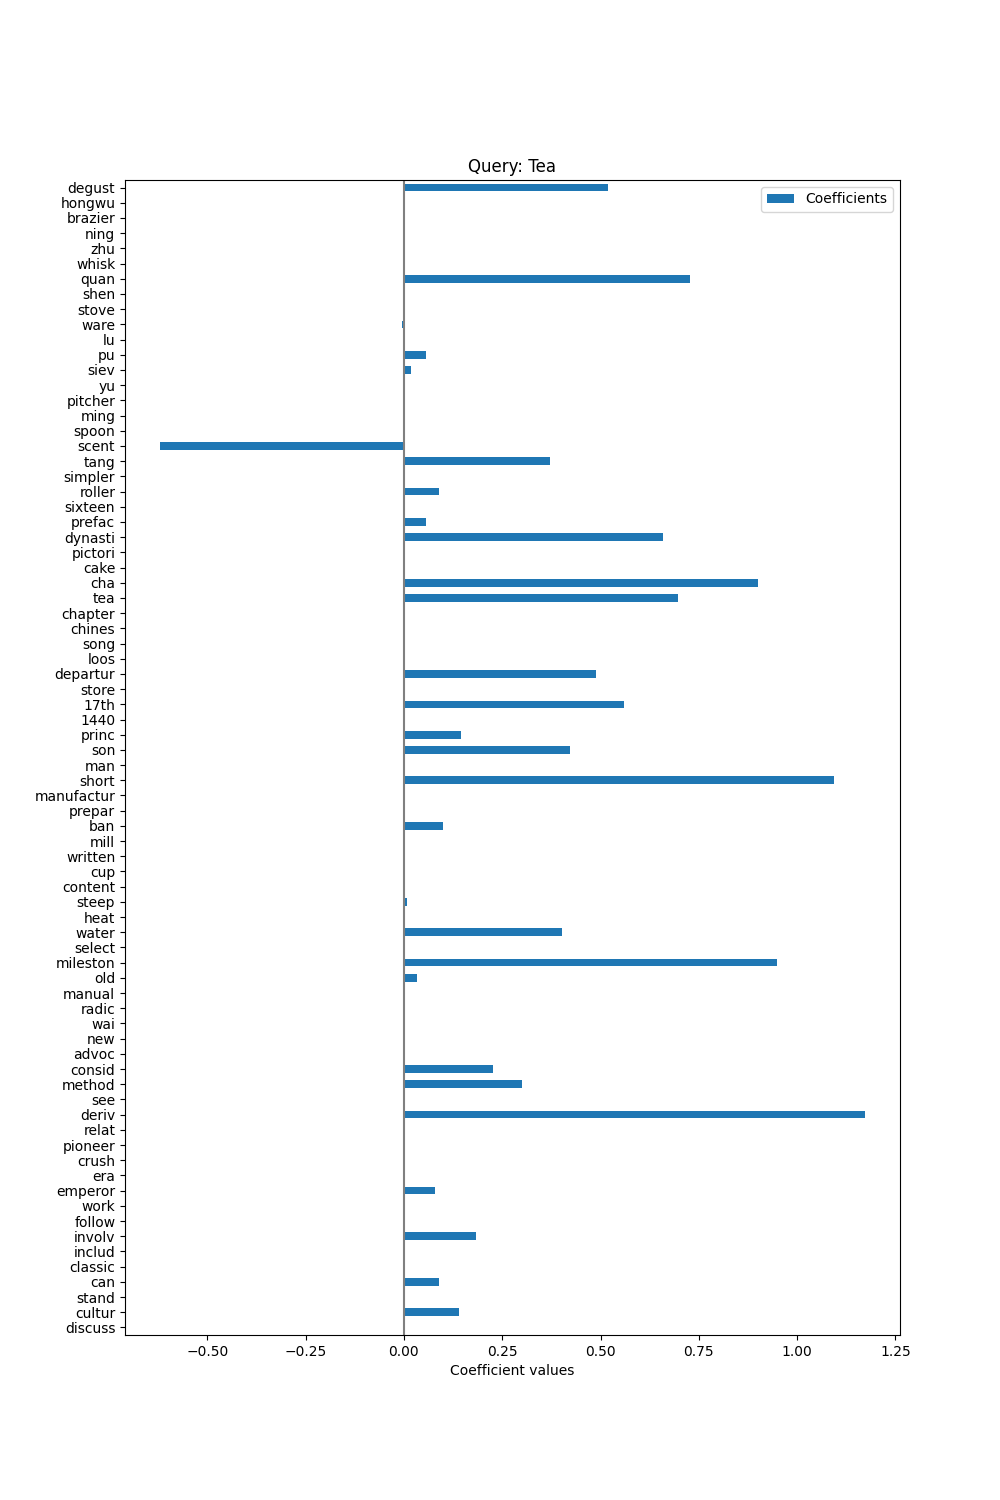 Query: Tea
Coefficients
degust
hongwu
brazier
ning
zhu
whisk
quan
shen
stove
ware
lu
pu
siev
yu
pitcher
ming
spoon
scent
tang
simpler
roller
sixteen
prefac
dynasti
pictori
cake
cha
tea
chapter
chines
song
loos
departur
store
17th
1440
princ
son
man
short
manufactur
prepar
ban
mill
written
cup
content
steep
heat
water
select
mileston
old
manual
radic
wai
new
advoc
consid
method
see
deriv
relat
pioneer
crush
era
emperor
work
follow
involv
includ
classic
can
stand
cultur
discuss
−0.50 −0.25 0.00 0.25 0.50 0.75 1.00 1.25
Coefficient values